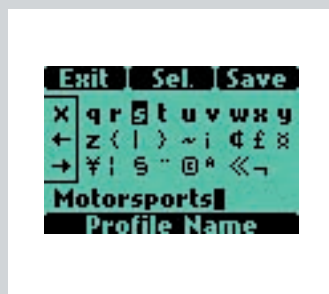 Exit Sel. Save
X q r s t u v w x y
← z { | } ~ ¡ ¢ £ ¤
→ ¥ ¦ § ¨ © ª « ¬
Motorsports
Profile Name